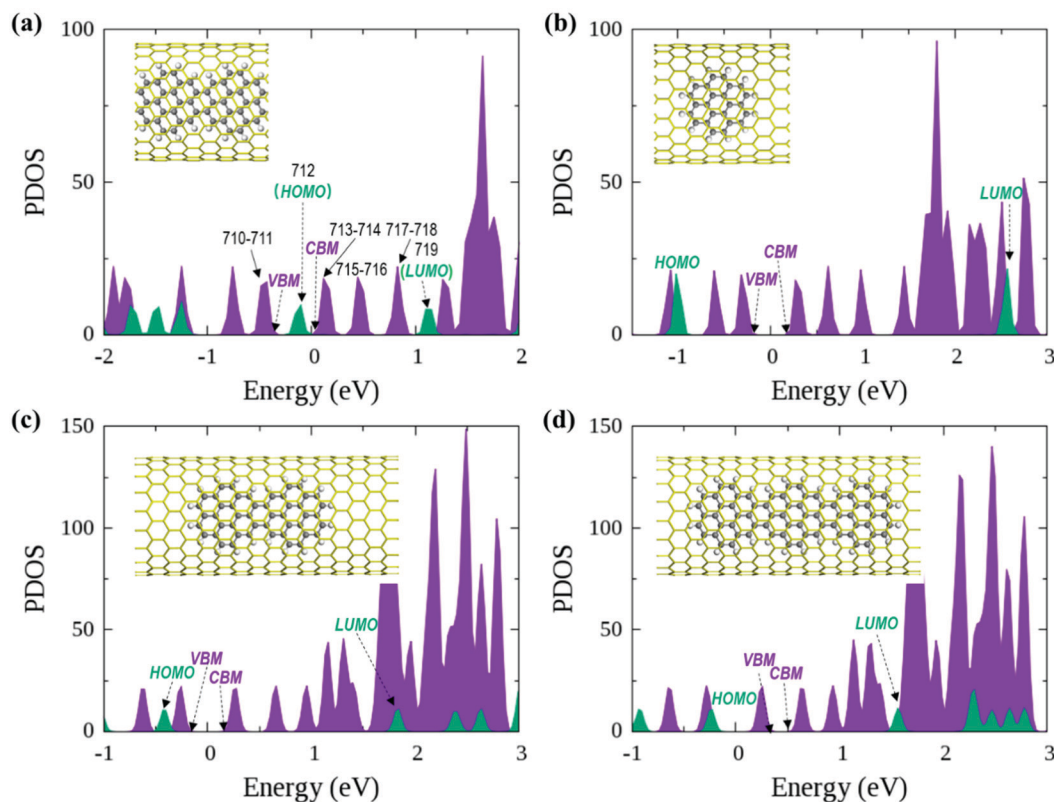 (a)
100
50
0
PDOS
712
(HOMO)
710-711
VBM
CBM
713-714
715-716
717-718
719
(LUMO)
-2
-1
0
1
2
Energy (eV)
(b)
100
50
0
PDOS
HOMO
VBM
CBM
LUMO
-1
0
1
2
3
Energy (eV)
(c)
150
100
50
0
PDOS
HOMO
VBM
CBM
LUMO
-1
0
1
2
3
Energy (eV)
(d)
150
100
50
0
PDOS
HOMO
VBM
CBM
LUMO
-1
0
1
2
3
Energy (eV)